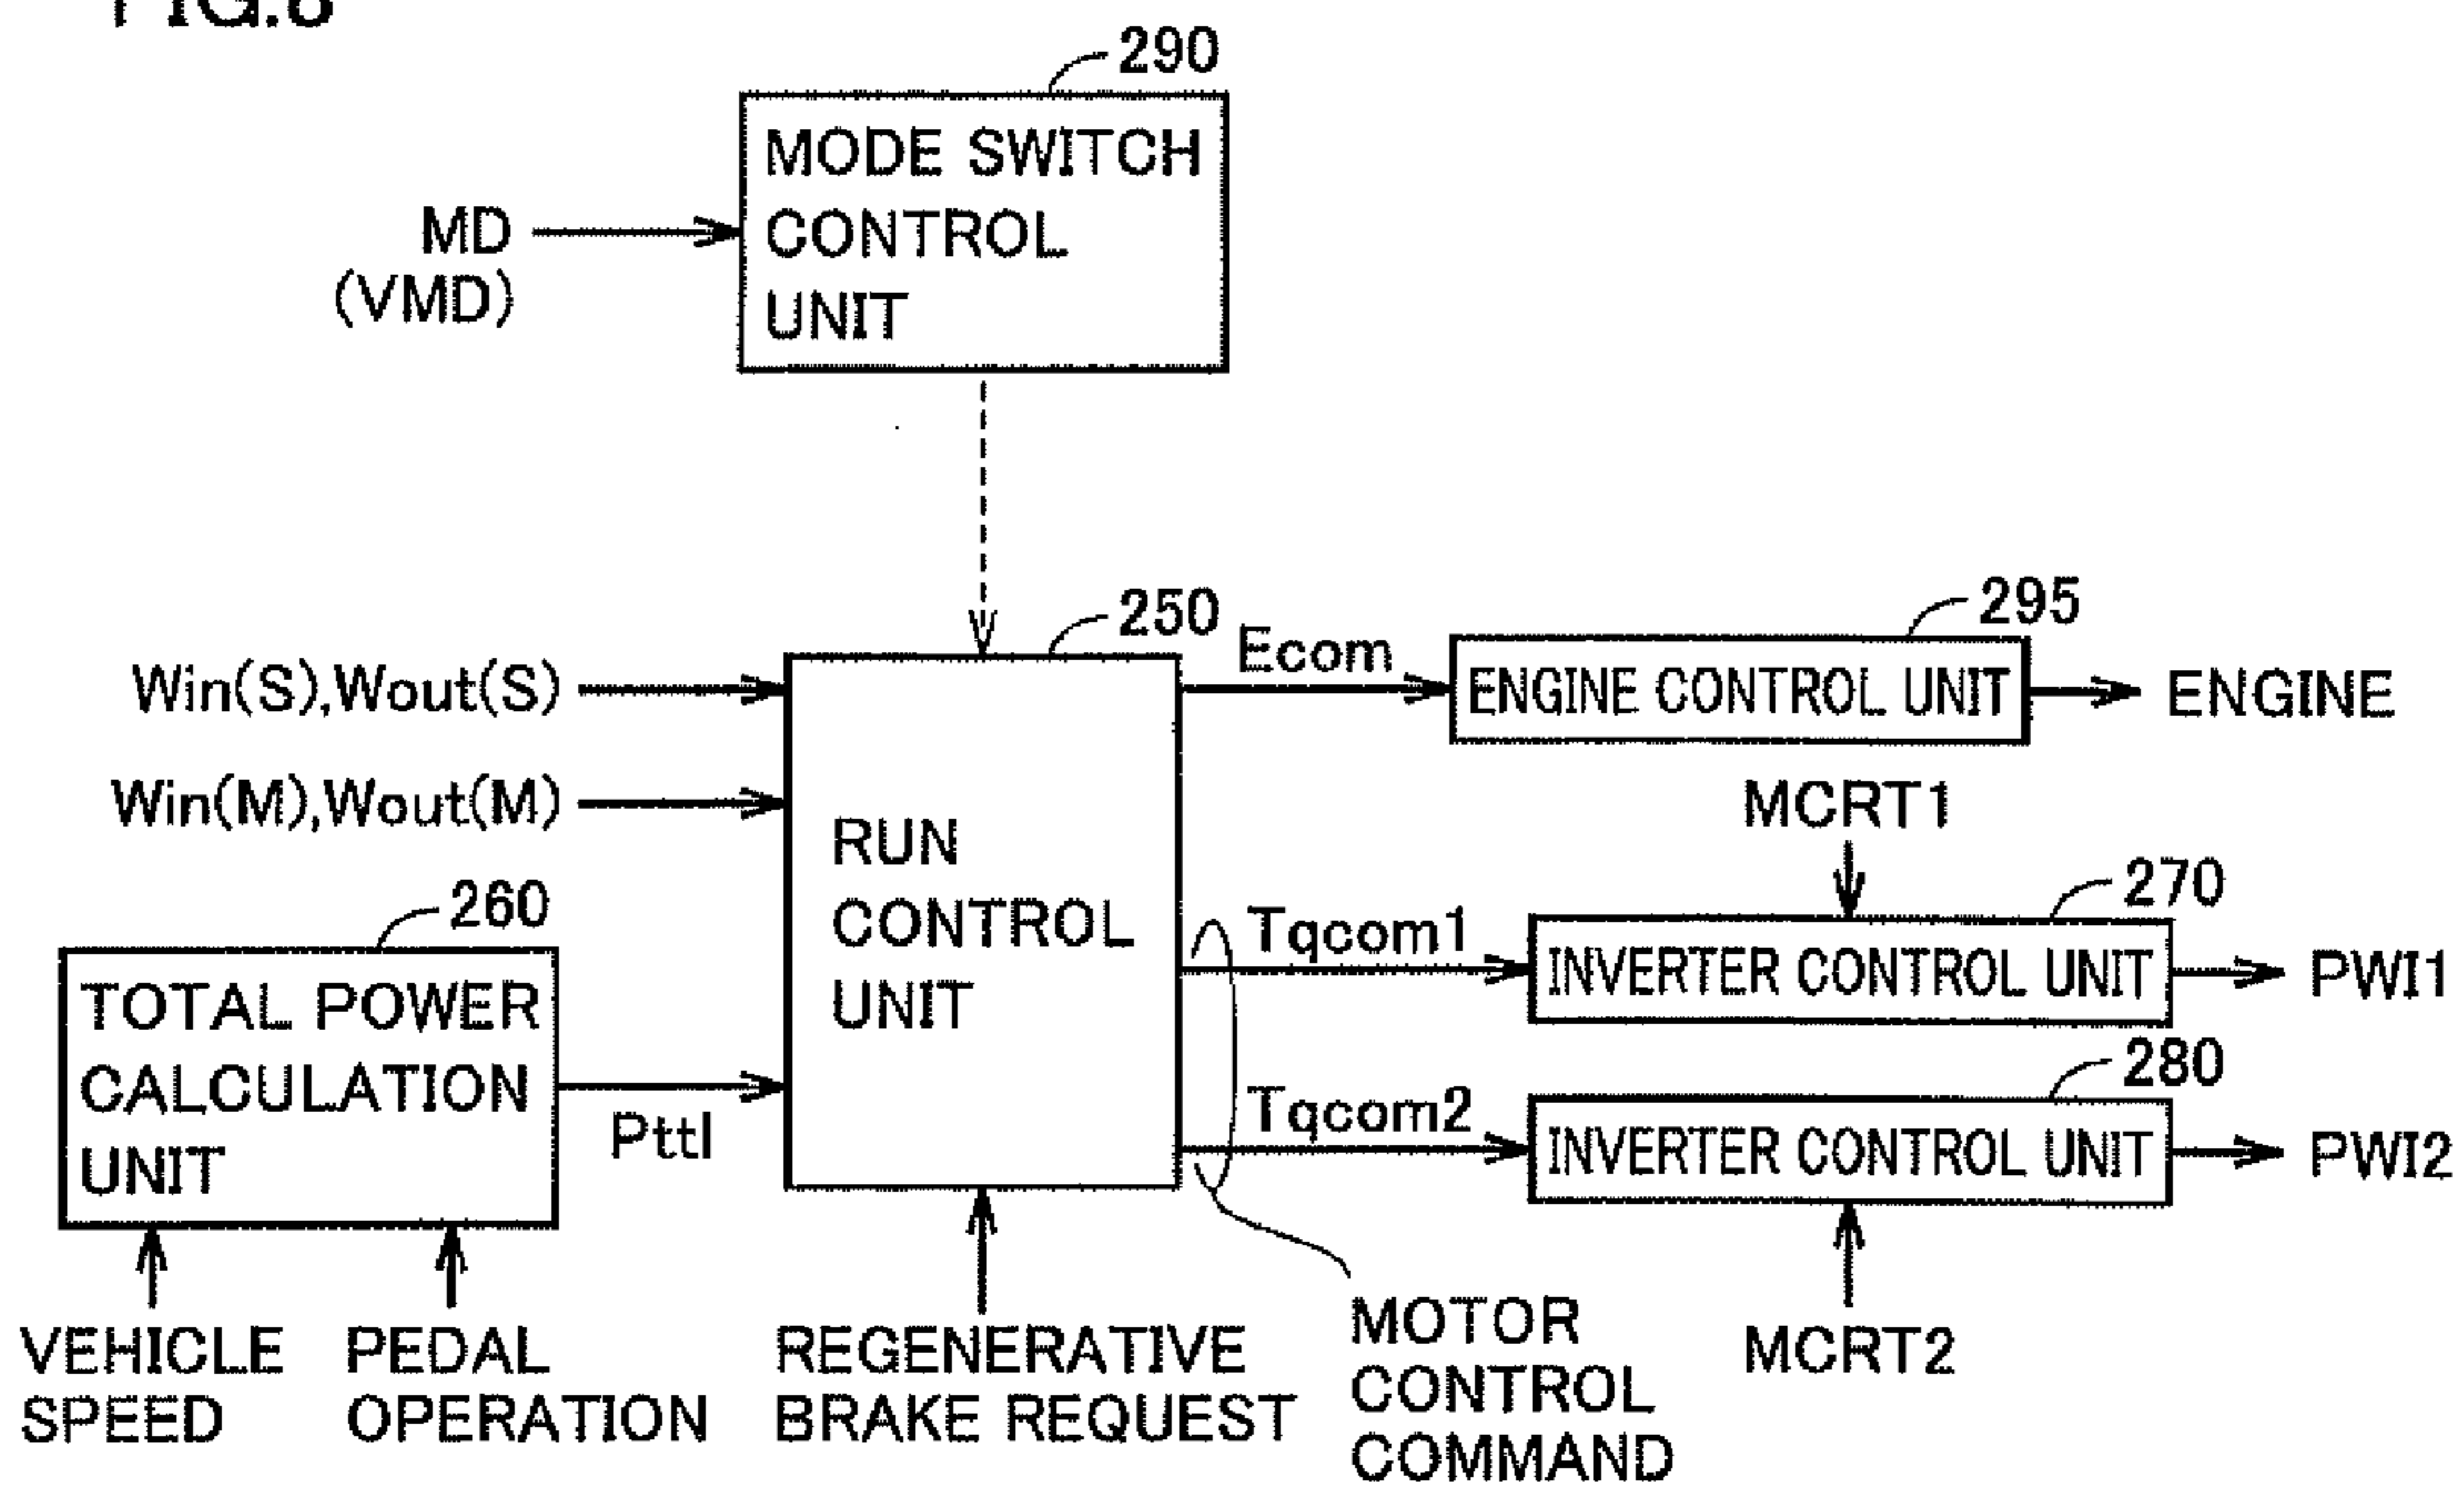 FIG.8
290
MODE SWITCH
CONTROL
UNIT
MD
(VMD)
250
Ecom
295
Win(S),Wout(S)
ENGINE CONTROL UNIT
ENGINE
Win(M),Wout(M)
MCRT1
RUN
CONTROL
UNIT
260
270
Tqcom1
TOTAL POWER
CALCULATION
UNIT
INVERTER CONTROL UNIT
PWI1
280
Pttl
Tqcom2
INVERTER CONTROL UNIT
PWI2
VEHICLE
SPEED
PEDAL
OPERATION
REGENERATIVE
BRAKE REQUEST
MOTOR
CONTROL
COMMAND
MCRT2